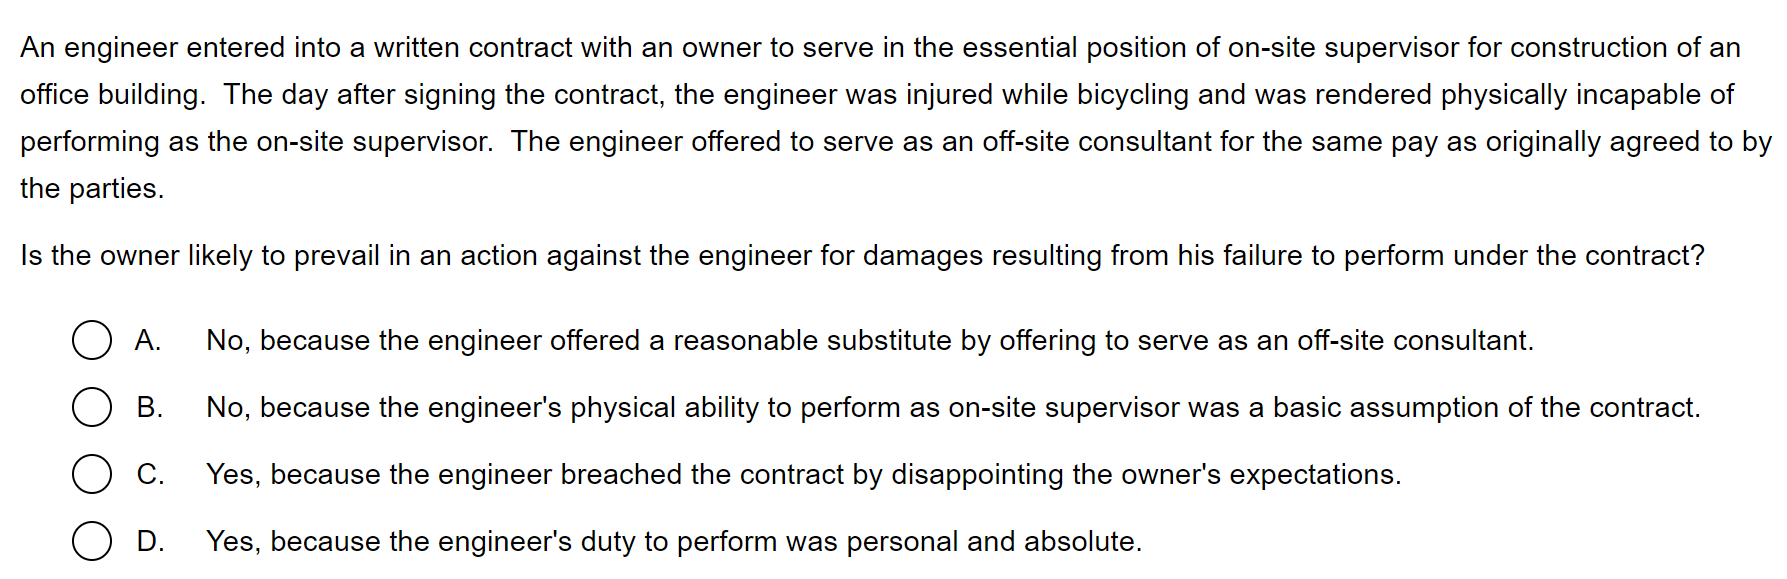 An engineer entered into a written contract with an owner to serve in the essential position of on-site supervisor for construction of an
office building.  The day after signing the contract, the engineer was injured while bicycling and was rendered physically incapable of
performing as the on-site supervisor.  The engineer offered to serve as an off-site consultant for the same pay as originally agreed to by
the parties.
Is the owner likely to prevail in an action against the engineer for damages resulting from his failure to perform under the contract?
A. No, because the engineer offered a reasonable substitute by offering to serve as an off-site consultant.
B. No, because the engineer's physical ability to perform as on-site supervisor was a basic assumption of the contract.
C. Yes, because the engineer breached the contract by disappointing the owner's expectations.
D. Yes, because the engineer's duty to perform was personal and absolute.